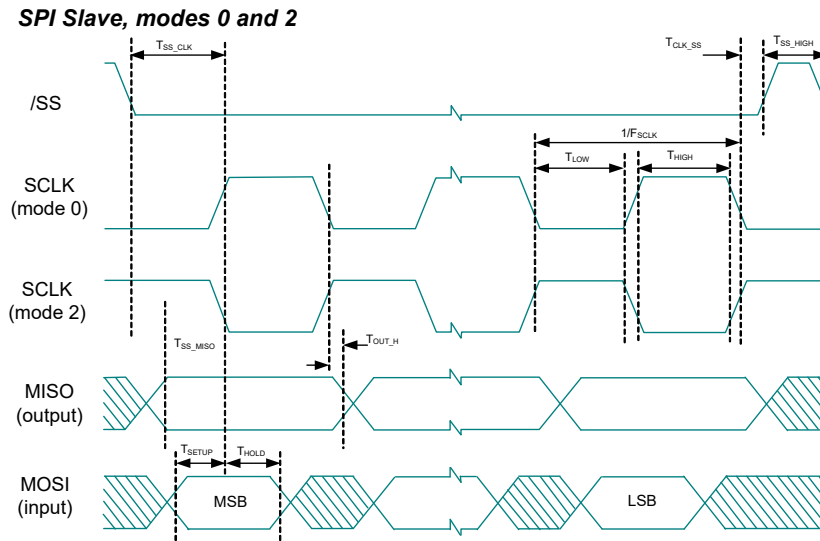 SPI Slave, modes 0 and 2
TSS_CLK
TCLK_SS
TSS_HIGH
/SS
1/FSCLK
TLOW
THIGH
SCLK
(mode 0)
SCLK
(mode 2)
TSS_MISO
TOUT_H
MISO
(output)
TSETUP
THOLD
MOSI
(input)
MSB
LSB